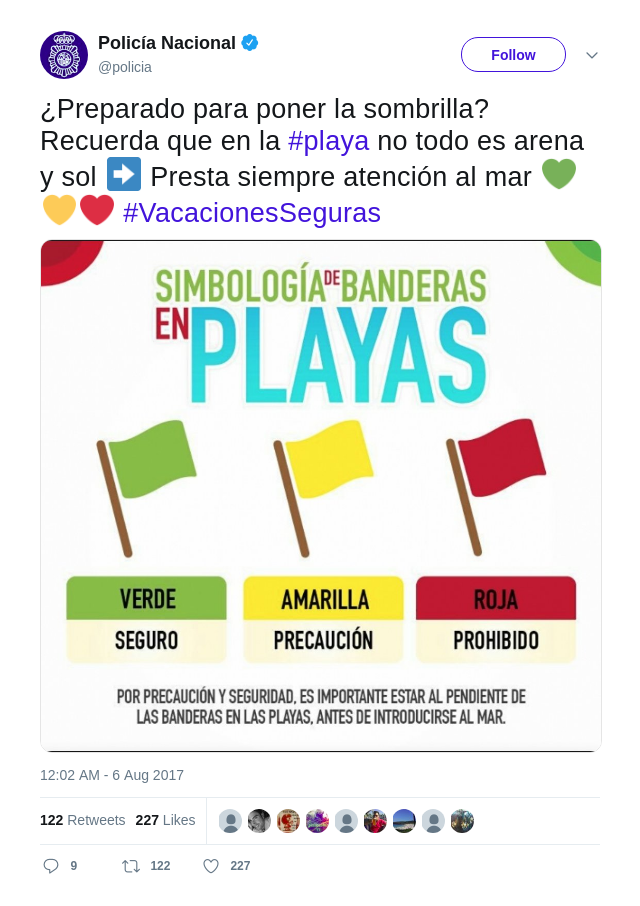 Policía Nacional
@policia
Follow
¿Preparado para poner la sombrilla?
Recuerda que en la #playa no todo es arena
y sol ➡️ Presta siempre atención al mar 💚
💛❤️ #VacacionesSeguras
SIMBOLOGÍA DE BANDERAS
EN PLAYAS
VERDE
SEGURO
AMARILLA
PRECAUCIÓN
ROJA
PROHIBIDO
POR PRECAUCIÓN Y SEGURIDAD, ES IMPORTANTE ESTAR AL PENDIENTE DE
LAS BANDERAS EN LAS PLAYAS, ANTES DE INTRODUCIRSE AL MAR.
12:02 AM - 6 Aug 2017
122 Retweets 227 Likes
9 122 227